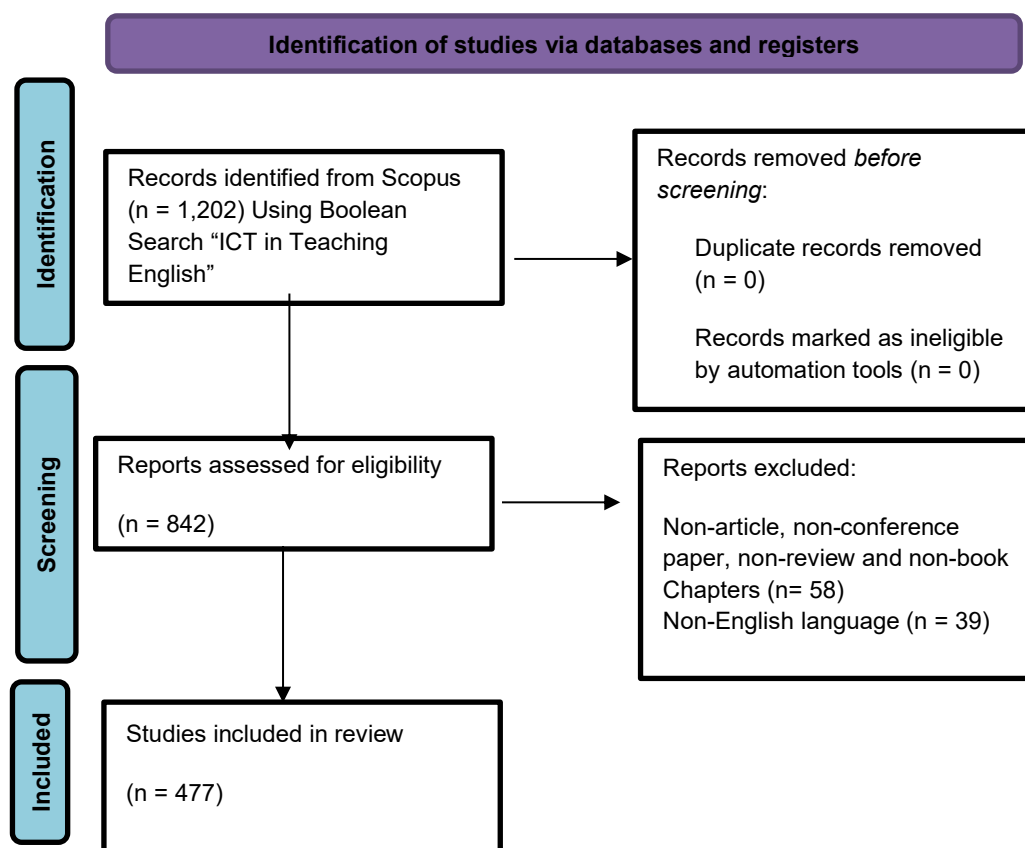 Identification of studies via databases and registers
Identification
Records identified from Scopus
(n = 1,202) Using Boolean
Search “ICT in Teaching
English”
Records removed before
screening:
Duplicate records removed
(n = 0)
Records marked as ineligible
by automation tools (n = 0)
Screening
Reports assessed for eligibility
(n = 842)
Reports excluded:
Non-article, non-conference
paper, non-review and non-book
Chapters (n= 58)
Non-English language (n = 39)
Included
Studies included in review
(n = 477)